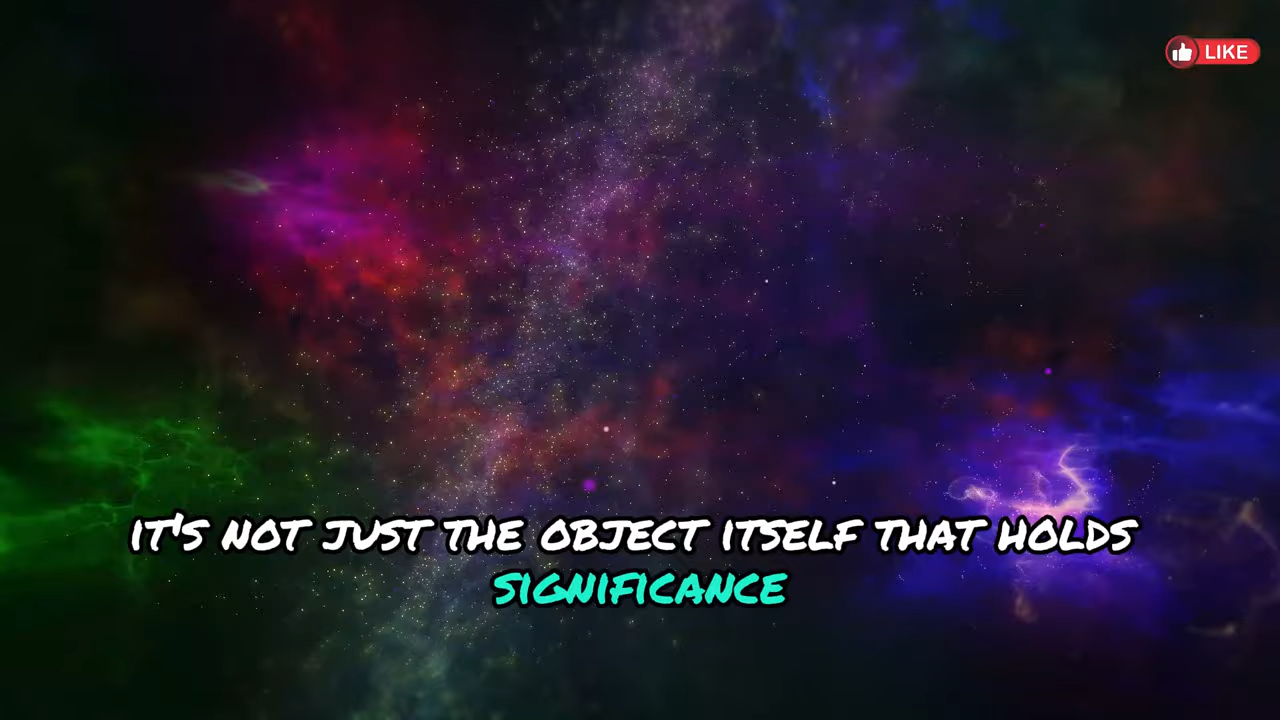 LIKE
IT'S NOT JUST THE OBJECT ITSELF THAT HOLDS
SIGNIFICANCE